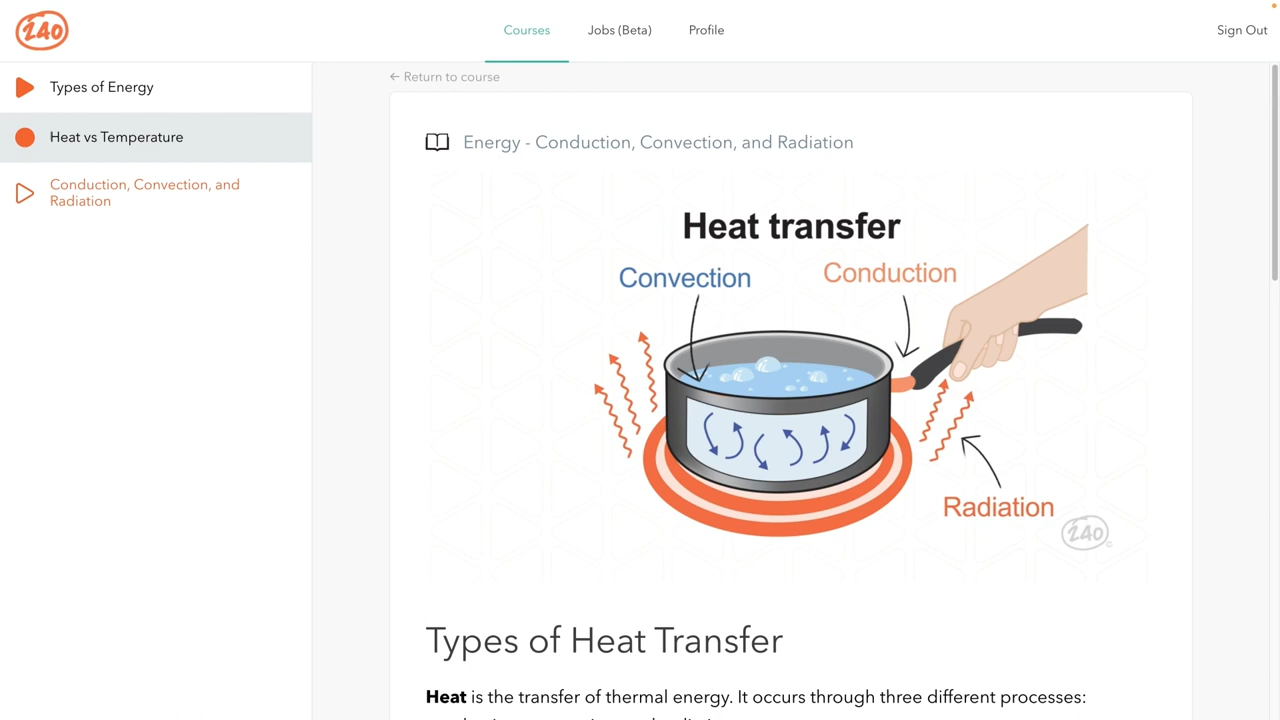 240
Courses
Jobs (Beta)
Profile
Sign Out
Types of Energy
Heat vs Temperature
Conduction, Convection, and
Radiation
← Return to course
Energy - Conduction, Convection, and Radiation
Heat transfer
Convection
Conduction
Radiation
240
©
Types of Heat Transfer
Heat is the transfer of thermal energy. It occurs through three different processes: